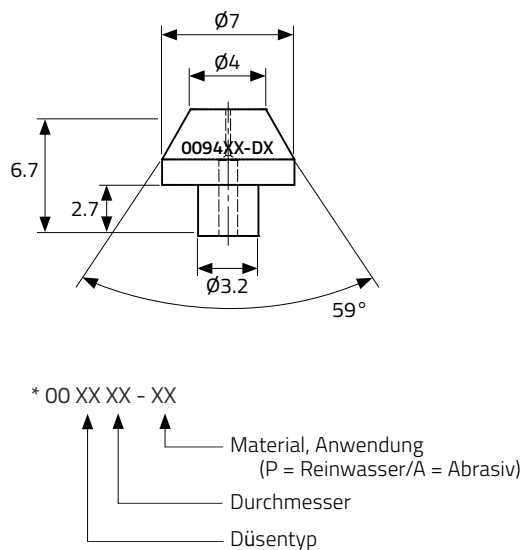 Ø7
Ø4
0094XX-DX
6.7
2.7
Ø3.2
59°
* 00 XX XX - XX
Material, Anwendung
(P = Reinwasser/A = Abrasiv)
Durchmesser
Düsentyp